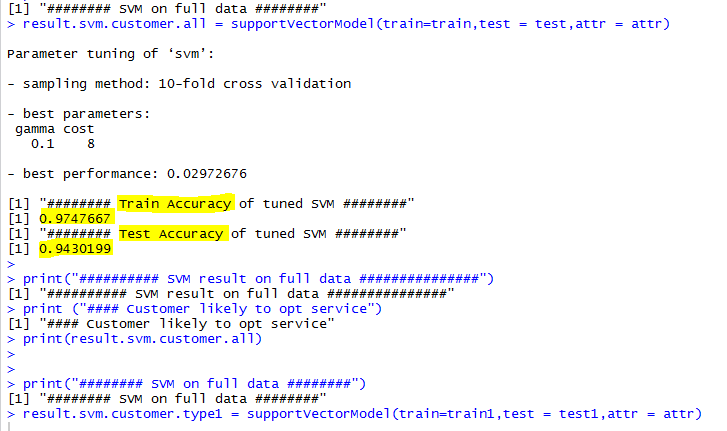 [1] "######## SVM on full data ########"
> result.svm.customer.all = supportVectorModel(train=train,test = test,attr = attr)
Parameter tuning of ‘svm’:
- sampling method: 10-fold cross validation
- best parameters:
gamma cost
0.1 8
- best performance: 0.02972676
[1] "######## Train Accuracy of tuned SVM ########"
[1] 0.9747667
[1] "######## Test Accuracy of tuned SVM ########"
[1] 0.9430199
>
> print("########## SVM result on full data ###############")
[1] "########## SVM result on full data ###############"
> print ("#### Customer likely to opt service")
[1] "#### Customer likely to opt service"
> print(result.svm.customer.all)
>
>
> print("######## SVM on full data ########")
[1] "######## SVM on full data ########"
> result.svm.customer.type1 = supportVectorModel(train=train1,test = test1,attr = attr)